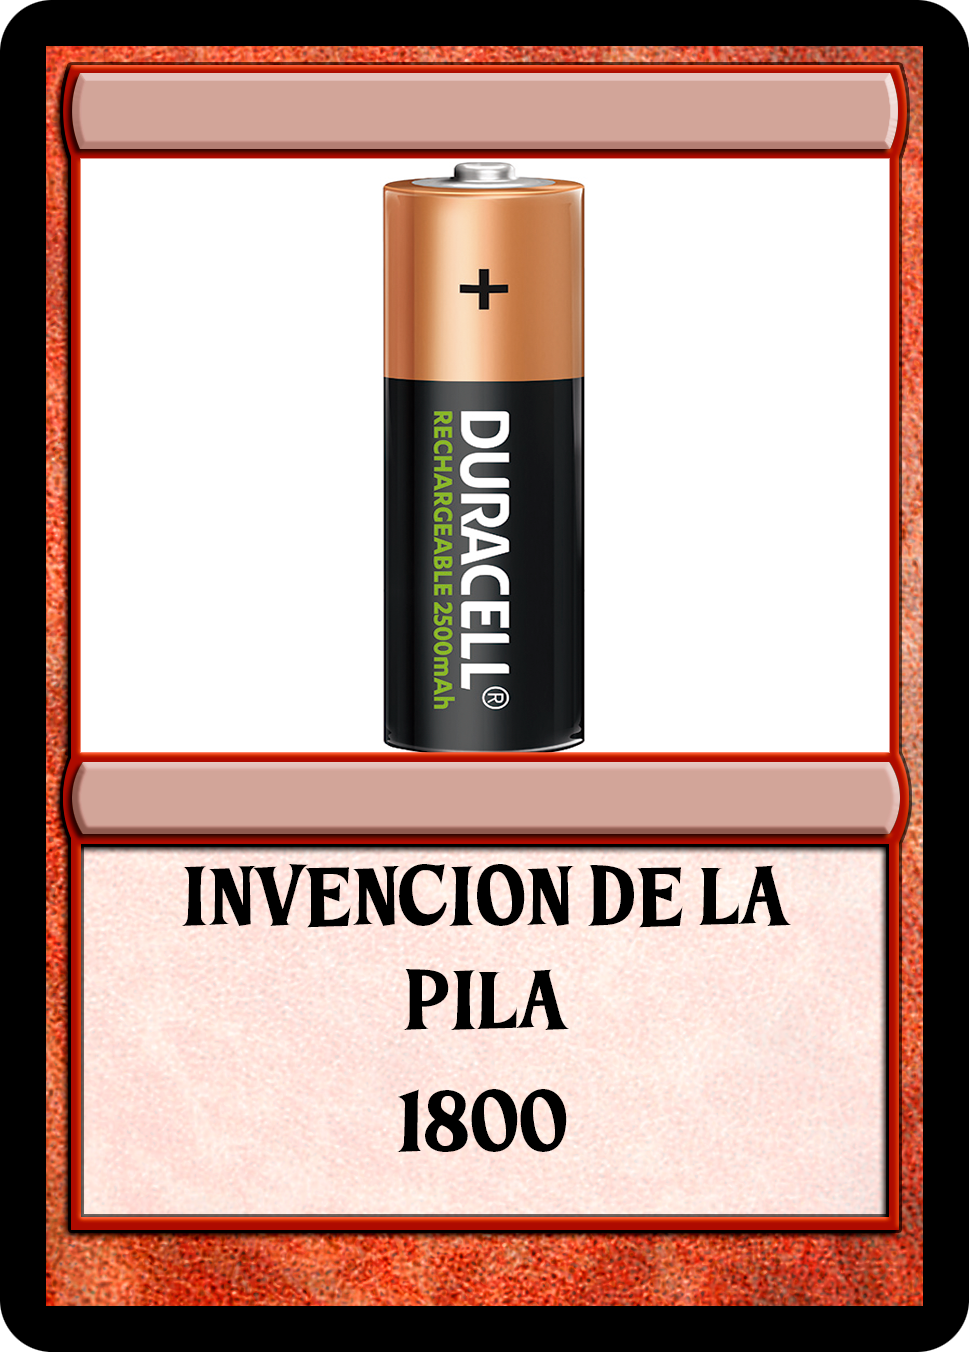 +
DURACELL®
RECHARGEABLE 2500mAh
INVENCION DE LA
PILA
1800